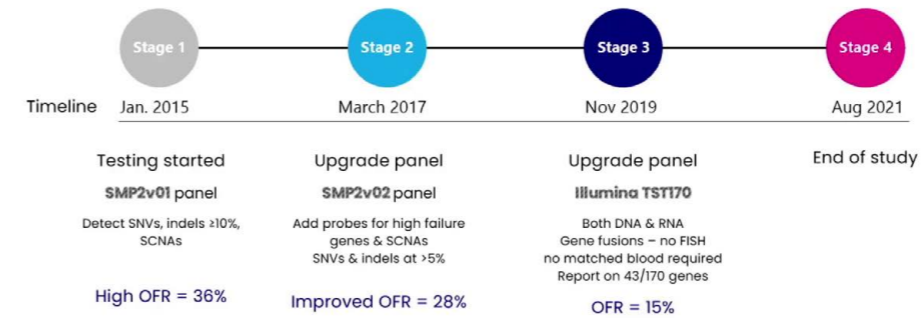 Stage 1
Stage 2
Stage 3
Stage 4
Timeline Jan. 2015 March 2017 Nov 2019 Aug 2021
Testing started
SMP2v01 panel
Detect SNVs, indels ≥10%,
SCNAs
High OFR = 36%
Upgrade panel
SMP2v02 panel
Add probes for high failure
genes & SCNAs
SNVs & indels at >5%
Improved OFR = 28%
Upgrade panel
Illumina TST170
Both DNA & RNA
Gene fusions – no FISH
no matched blood required
Report on 43/170 genes
OFR = 15%
End of study